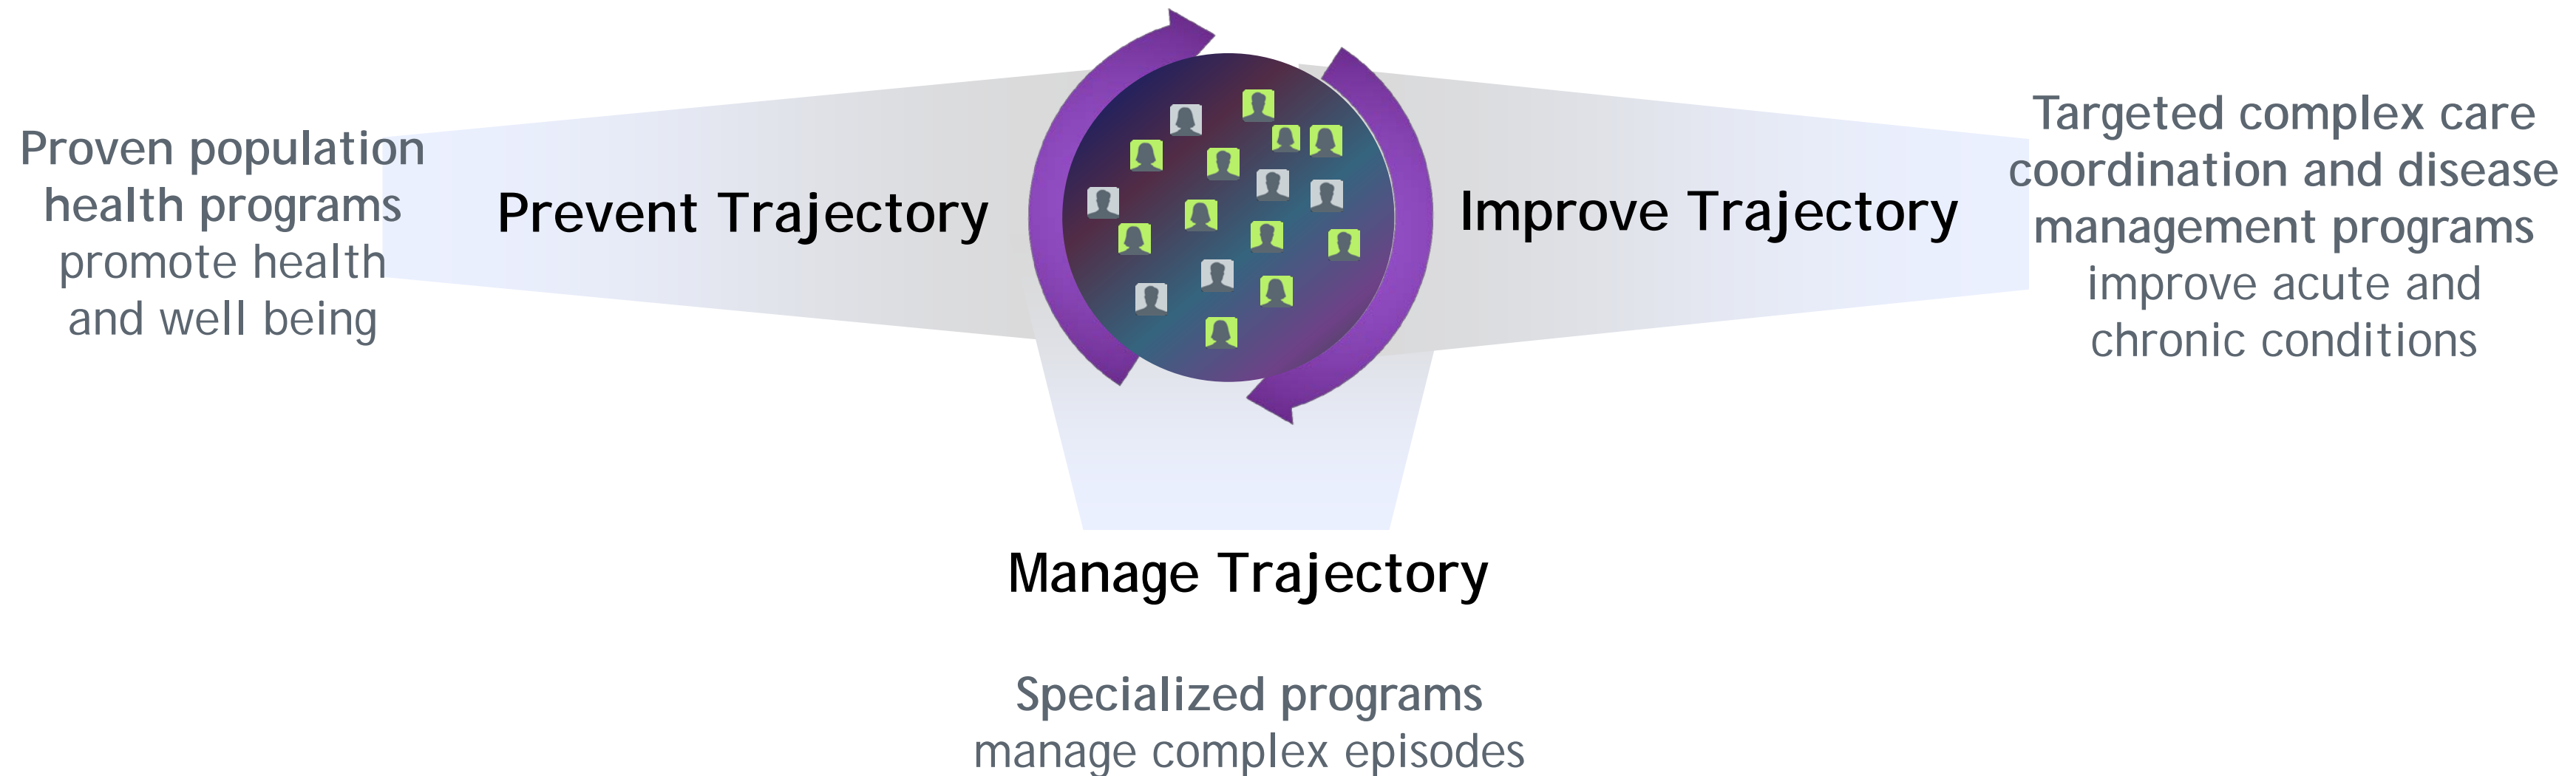 Proven population
health programs
promote health
and well being
Prevent Trajectory
Improve Trajectory
Targeted complex care
coordination and disease
management programs
improve acute and
chronic conditions
Manage Trajectory
Specialized programs
manage complex episodes